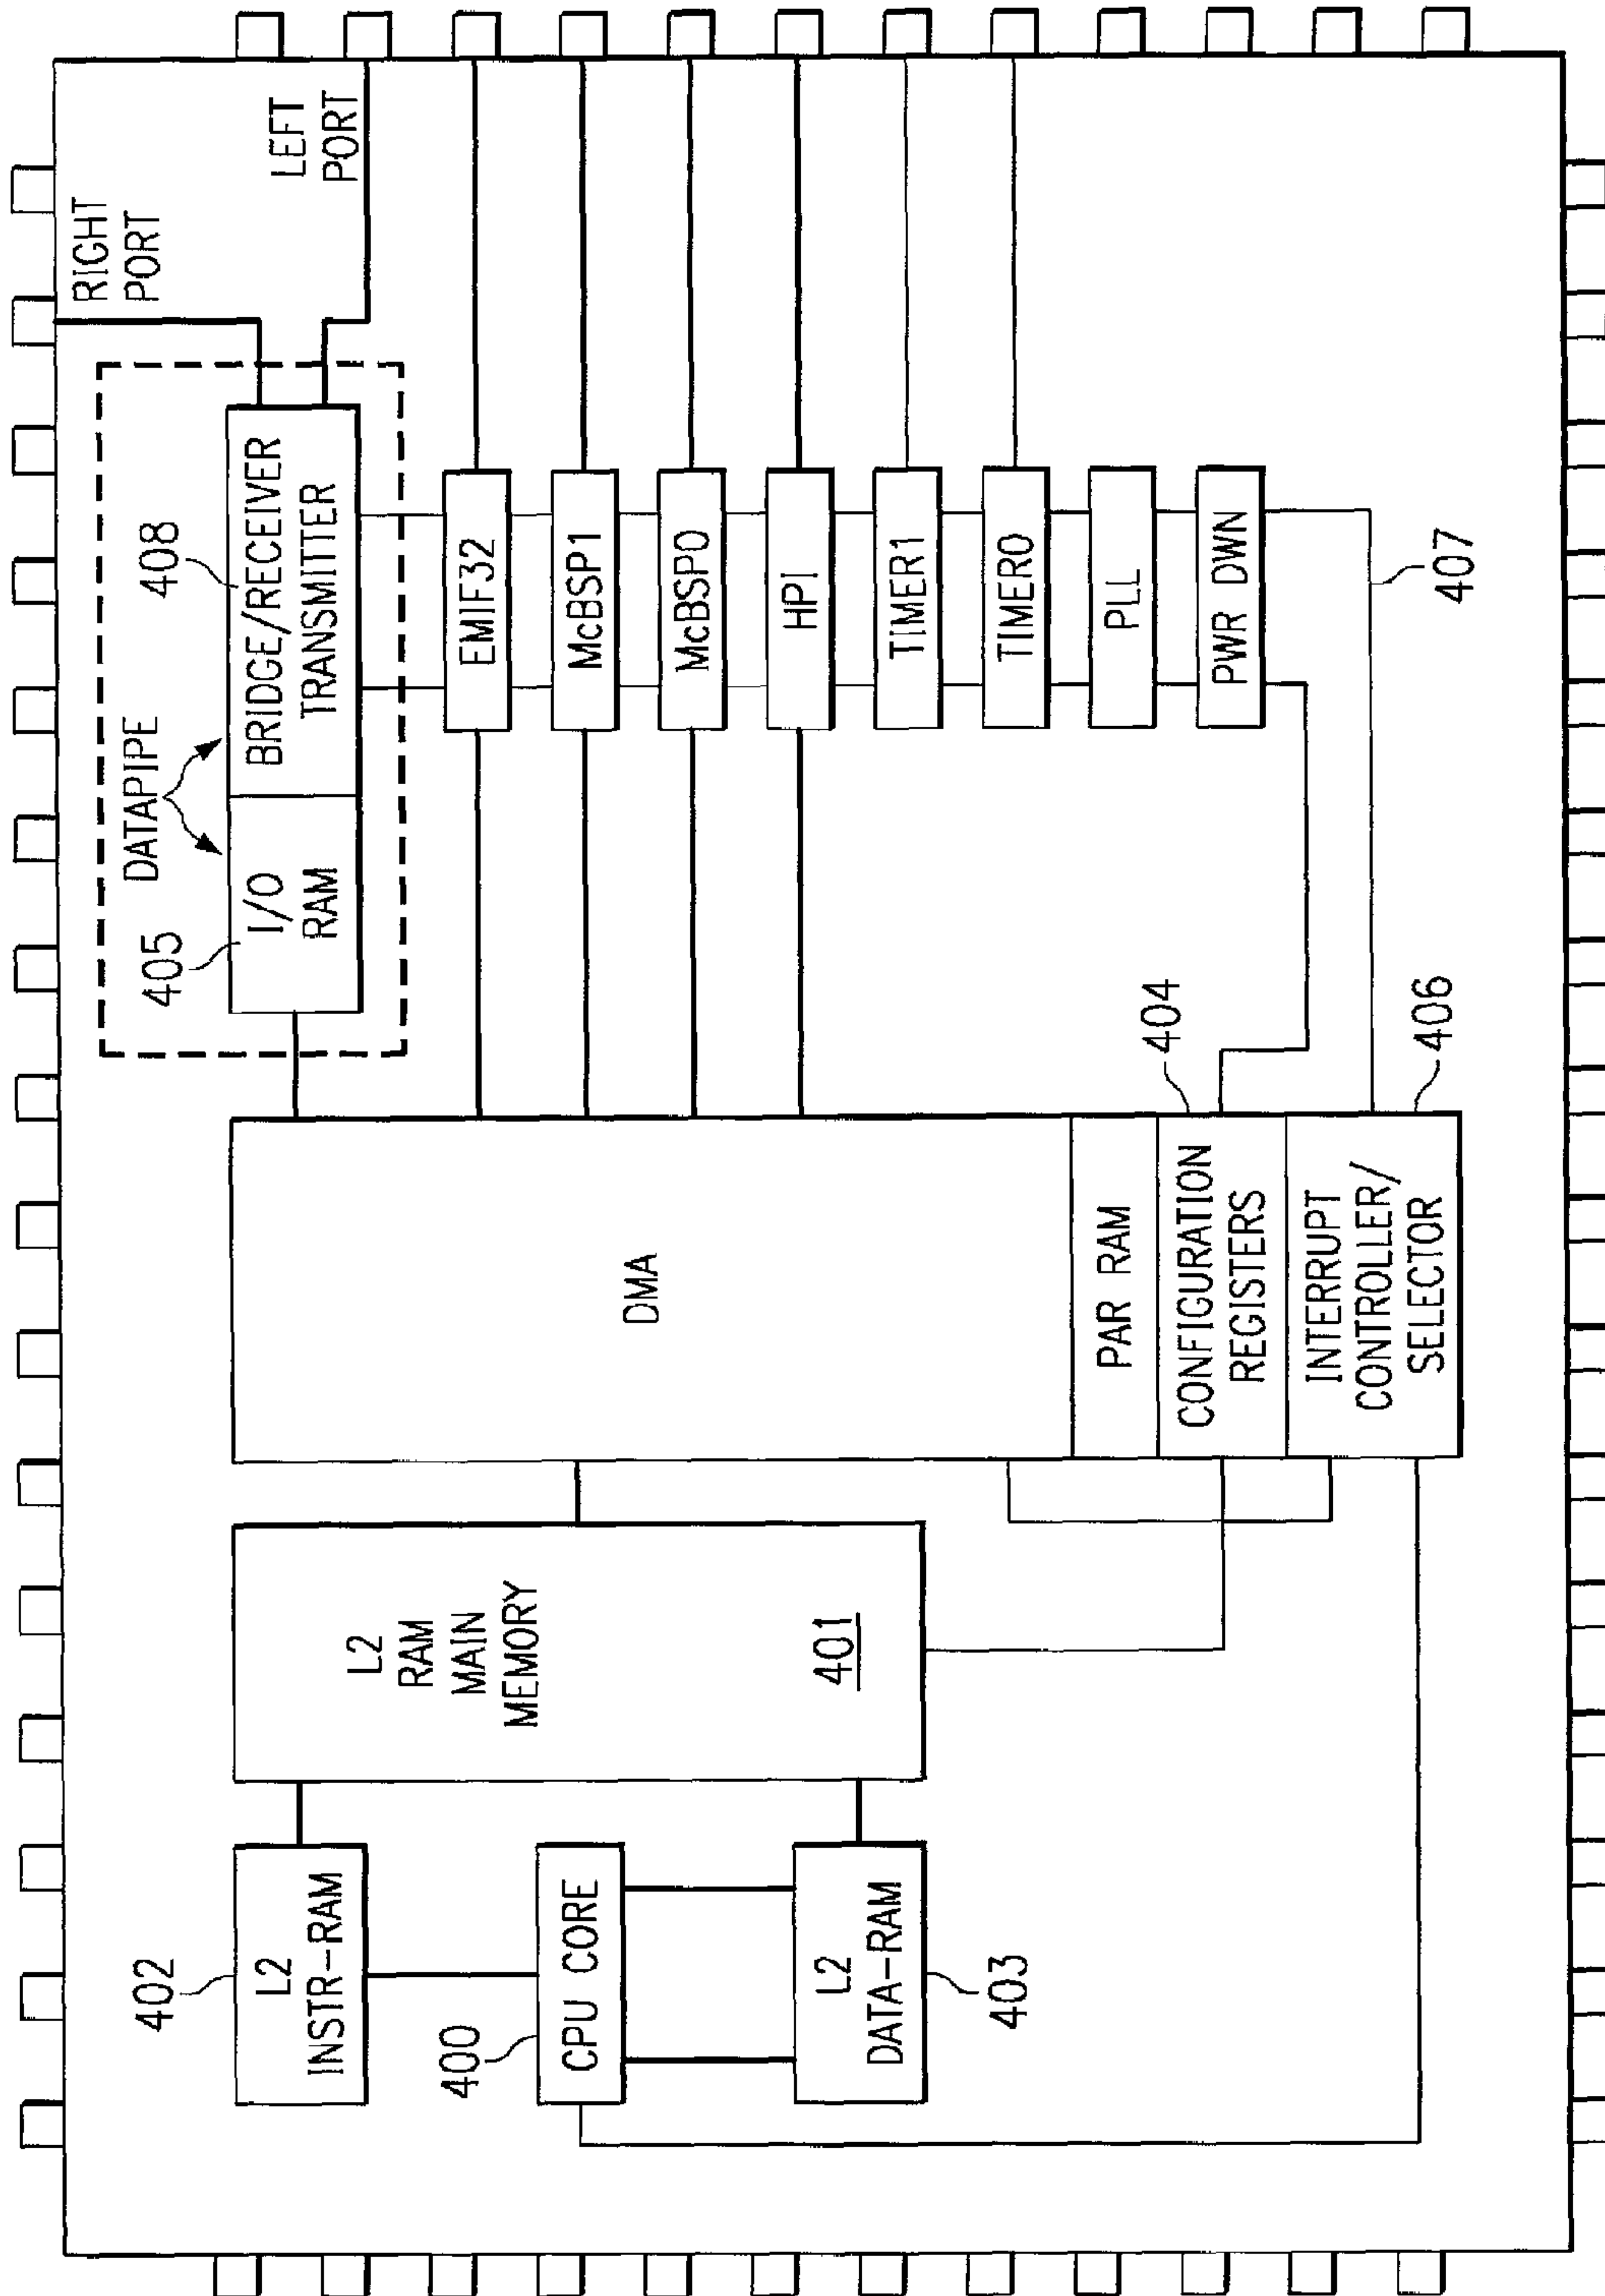 RIGHT
PORT
LEFT
PORT
DATAPIPE
405
408
I/O
RAM
BRIDGE/RECEIVER
TRANSMITTER
402
L2
INSTR-RAM
400
CPU CORE
L2
DATA-RAM
403
L2
RAM
MAIN
MEMORY
401
DMA
PAR RAM
CONFIGURATION
REGISTERS
404
INTERRUPT
CONTROLLER/
SELECTOR
406
EMIF32
McBSP1
McBSP0
HPI
TIMER1
TIMER0
PLL
PWR DWN
407